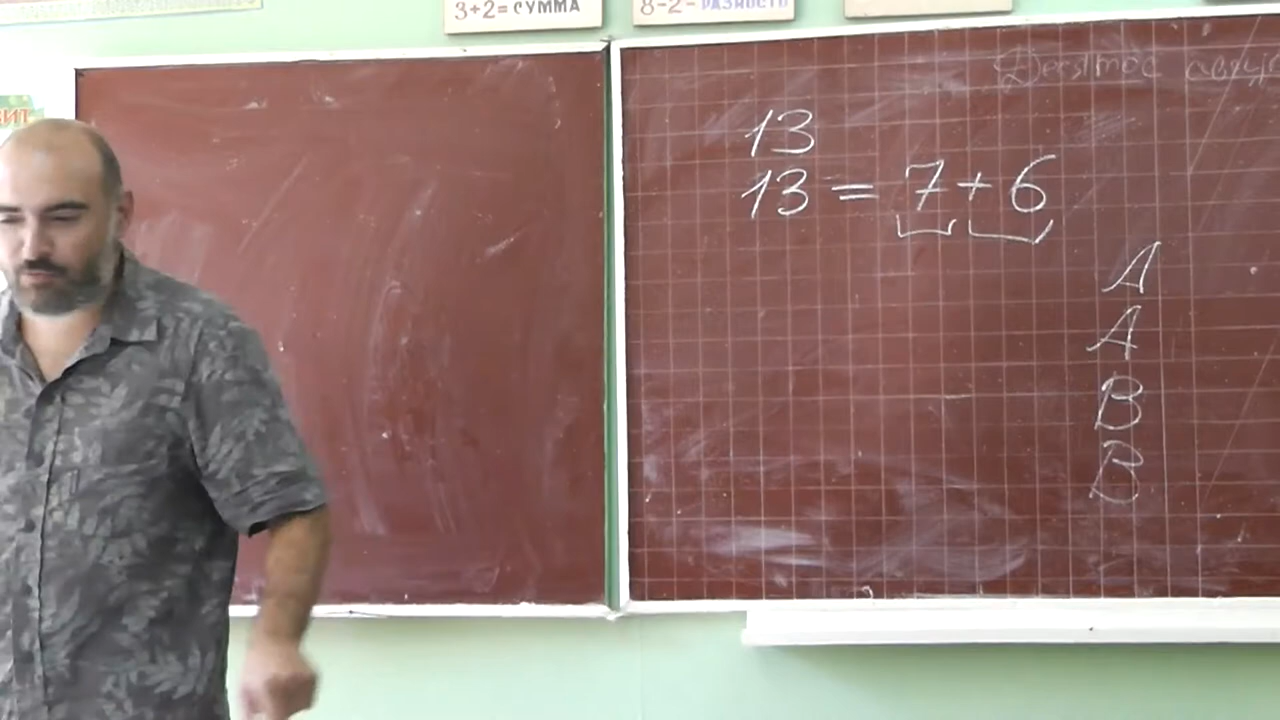 3+2=СУММА
8-2-РАЗНОСТЬ
13
13 = 7+6
А
А
В
В